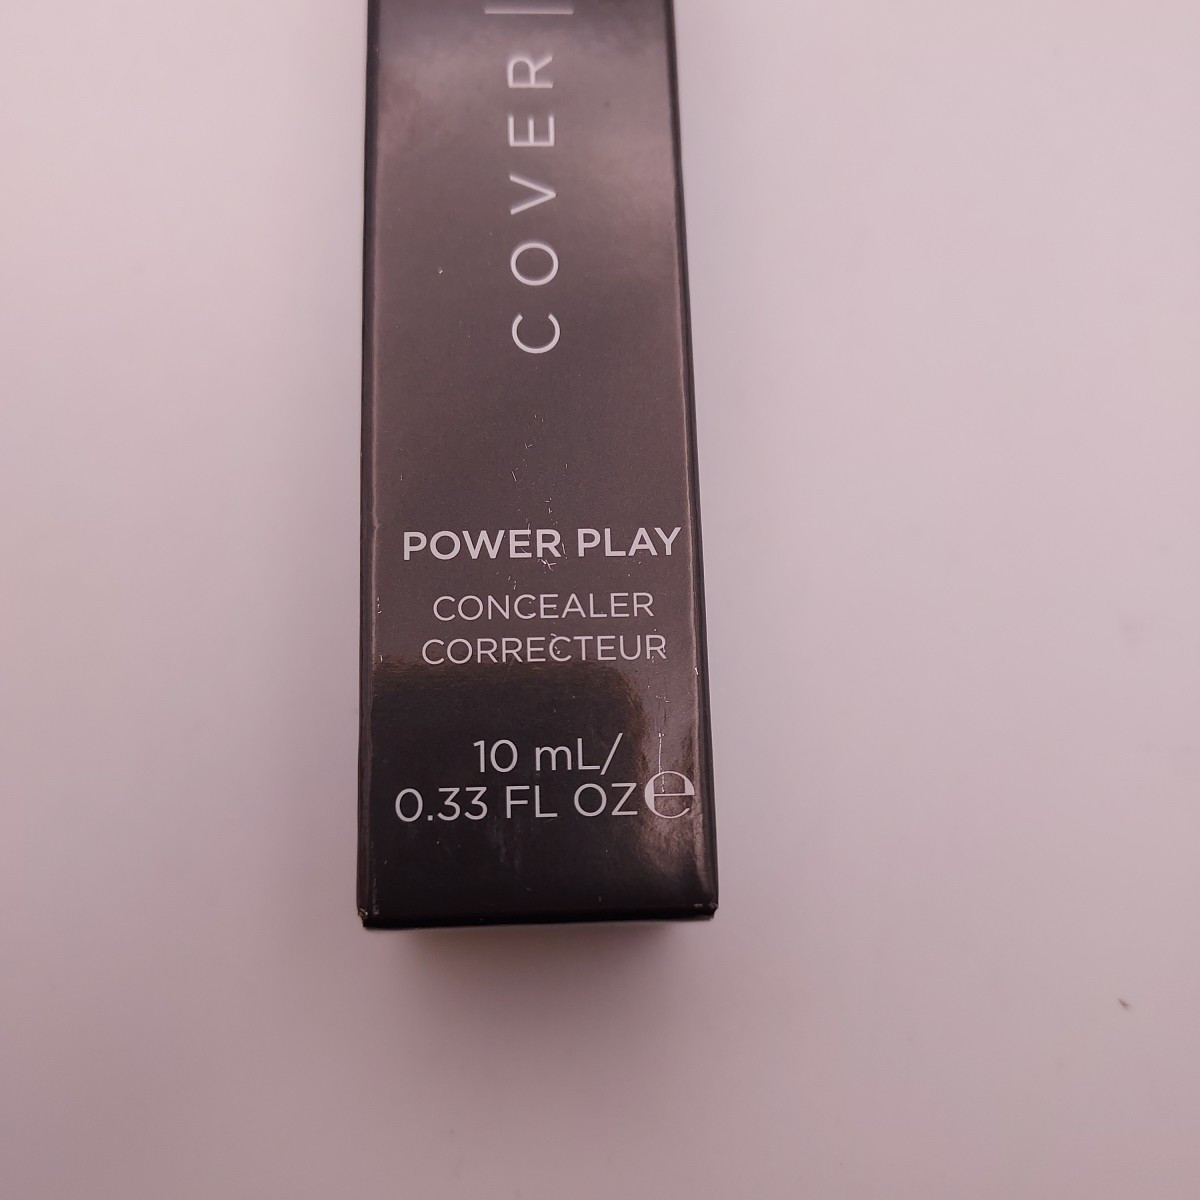 COVER |
POWER PLAY
CONCEALER
CORRECTEUR
10 mL/
0.33 FL OZ ℮